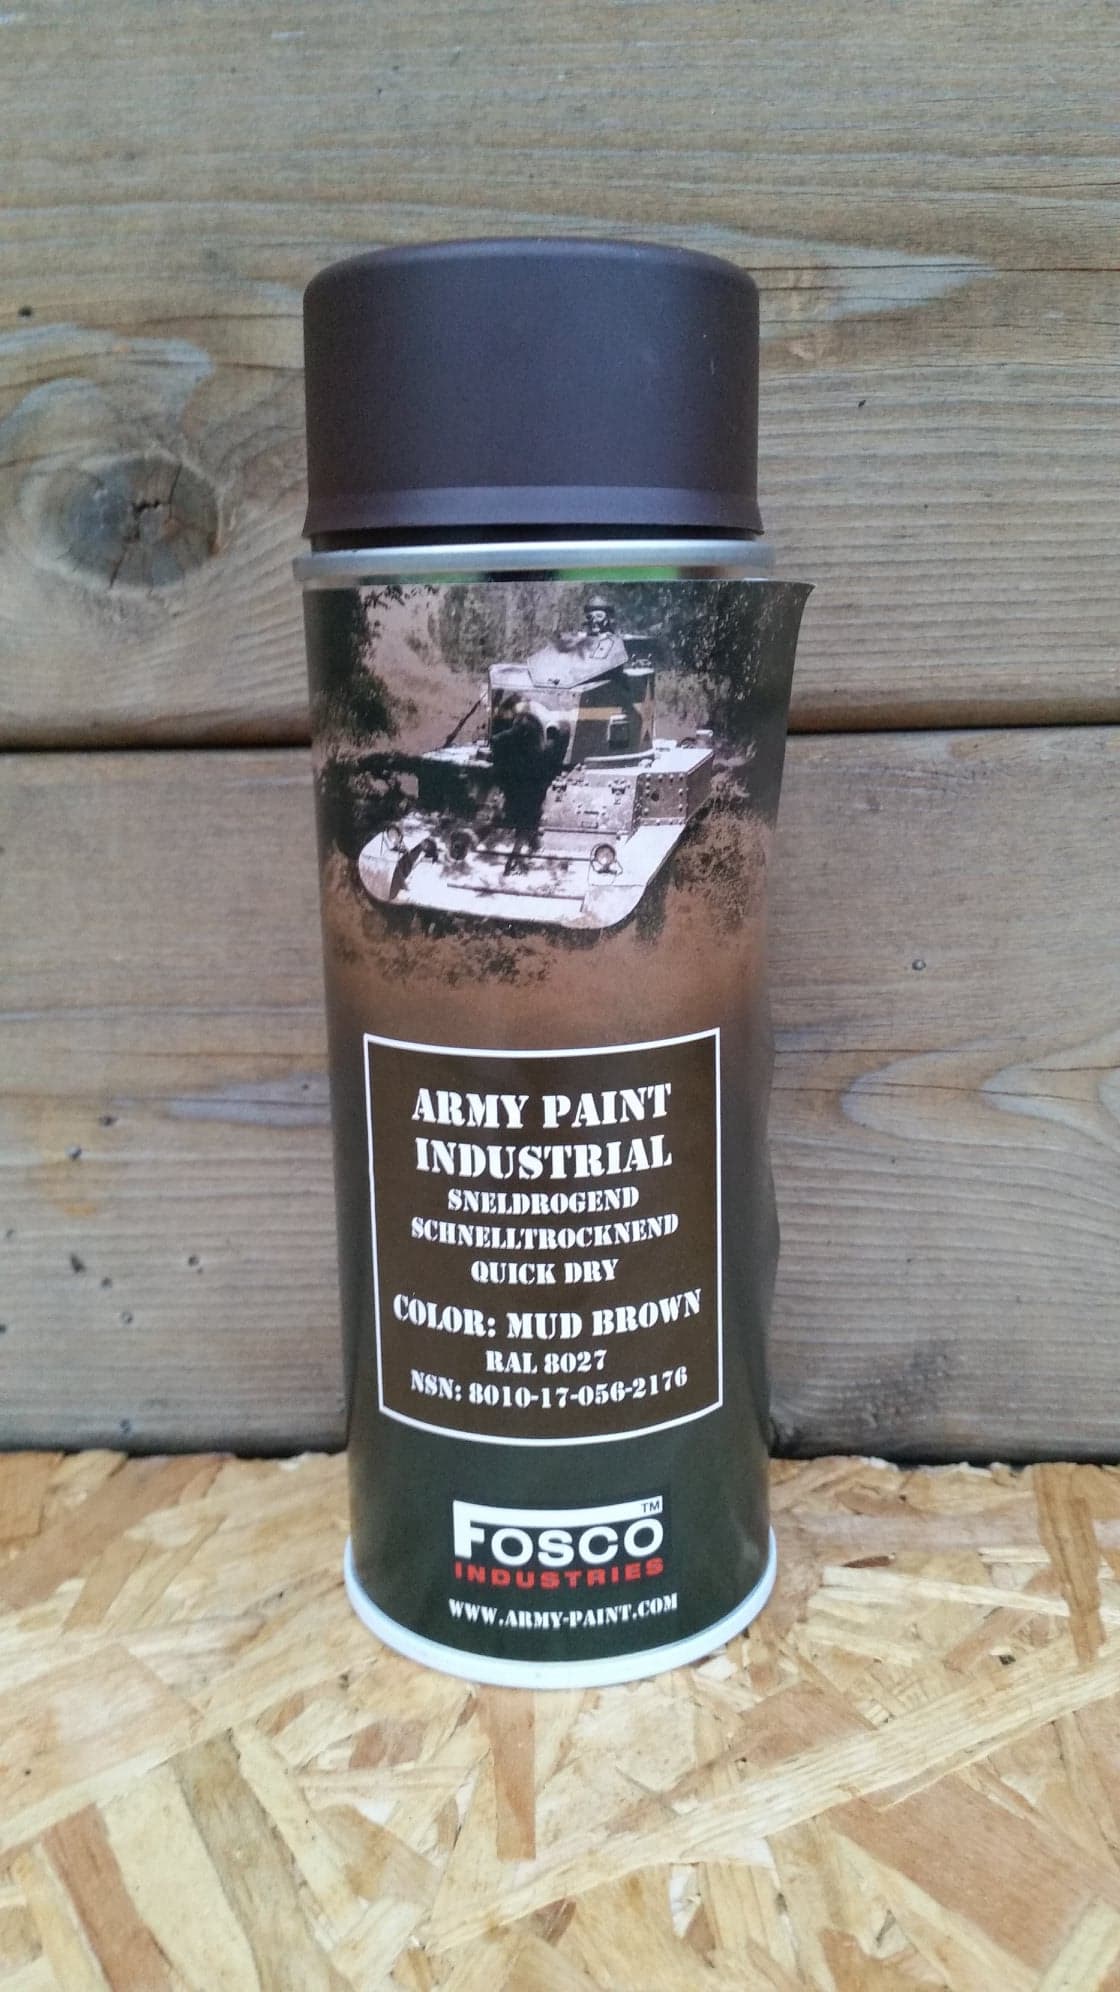 ARMY PAINT
INDUSTRIAL
SNELDROGEND
SCHNELLTROCKNEND
QUICK DRY
COLOR: MUD BROWN
RAL 8027
NSN: 8010-17-056-2176
FOSCO™
INDUSTRIES
WWW.ARMY-PAINT.COM